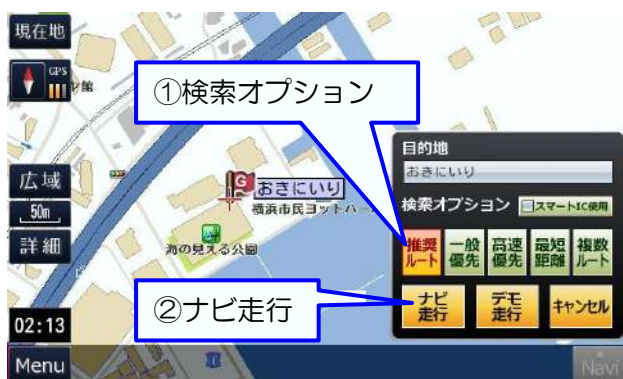 現在地
GPS
館
①検索オプション
目的地
おきにいり
検索オプション
スマートIC使用
広域
50m
詳細
おきにいり
横浜市民ヨットハー
海の見える公園
推奨
ルート
一般
優先
高速
優先
最短
距離
複数
ルート
②ナビ走行
ナビ
走行
デモ
走行
キャンセル
02:13
Menu
Navi